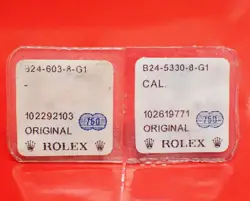 B24-603-8-G1
-
102292103
750
ORIGINAL
ROLEX
B24-5330-8-G1
CAL.
102619771
750
ORIGINAL
ROLEX